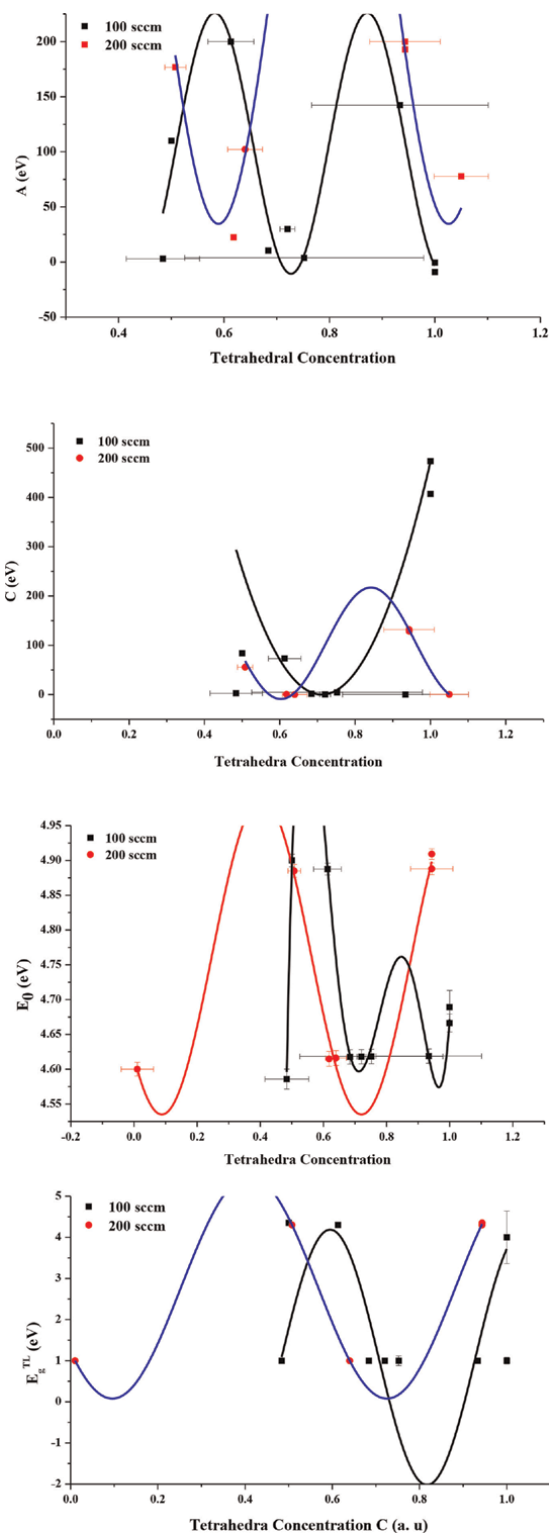 100 sccm
200 sccm
200
150
100
50
0
-50
A (eV)
0.4 0.6 0.8 1.0 1.2
Tetrahedral Concentration
100 sccm
200 sccm
500
400
300
200
100
0
C (eV)
0.0 0.2 0.4 0.6 0.8 1.0 1.2
Tetrahedra Concentration
100 sccm
200 sccm
4.95
4.90
4.85
4.80
4.75
4.70
4.65
4.60
4.55
E0 (eV)
-0.2 0.0 0.2 0.4 0.6 0.8 1.0 1.2
Tetrahedra Concentration
100 sccm
200 sccm
5
4
3
2
1
0
-1
-2
Eg TL (eV)
0.0 0.2 0.4 0.6 0.8 1.0
Tetrahedra Concentration C (a. u)